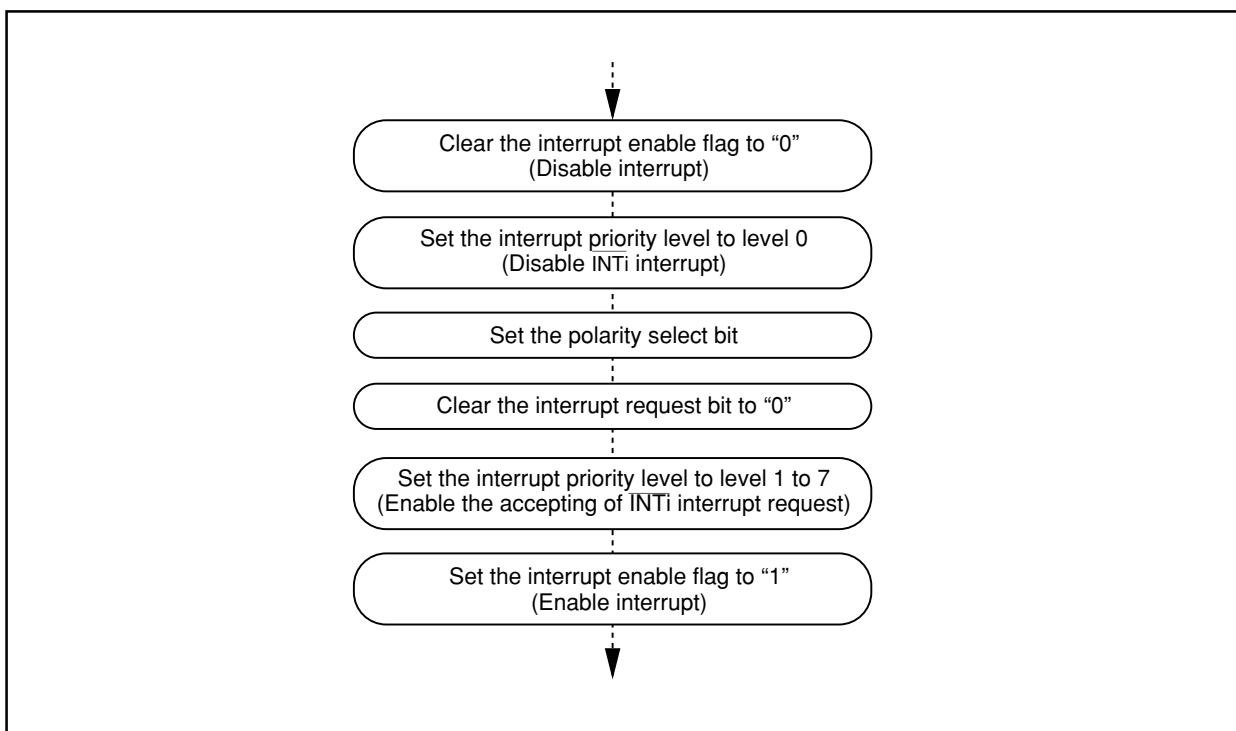 Clear the interrupt enable flag to “0”
(Disable interrupt)
Set the interrupt priority level to level 0
(Disable I̅N̅T̅i̅ interrupt)
Set the polarity select bit
Clear the interrupt request bit to “0”
Set the interrupt priority level to level 1 to 7
(Enable the accepting of I̅N̅T̅i̅ interrupt request)
Set the interrupt enable flag to “1”
(Enable interrupt)